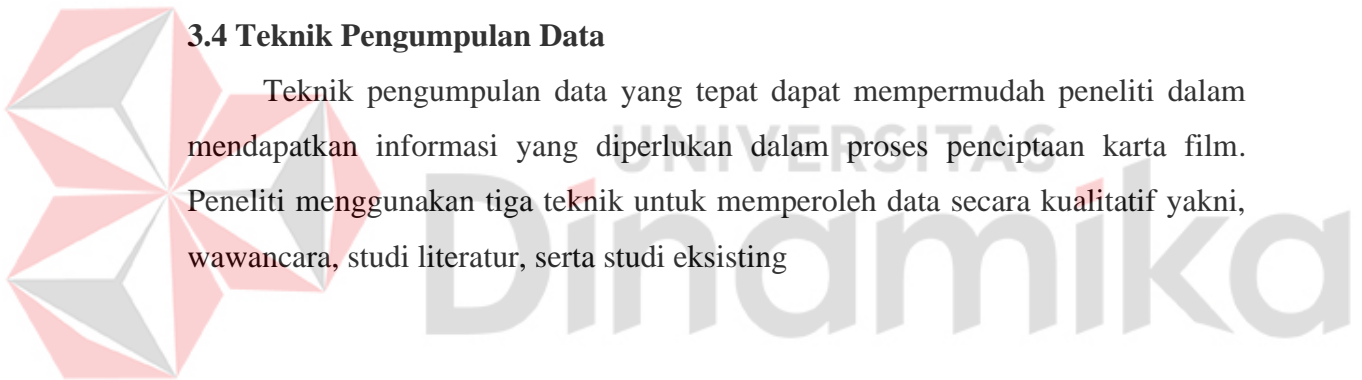 3.4 Teknik Pengumpulan Data
Teknik pengumpulan data yang tepat dapat mempermudah peneliti dalam
mendapatkan informasi yang diperlukan dalam proses penciptaan karta film.
Peneliti menggunakan tiga teknik untuk memperoleh data secara kualitatif yakni,
wawancara, studi literatur, serta studi eksisting
UNIVERSITAS
Dinamika